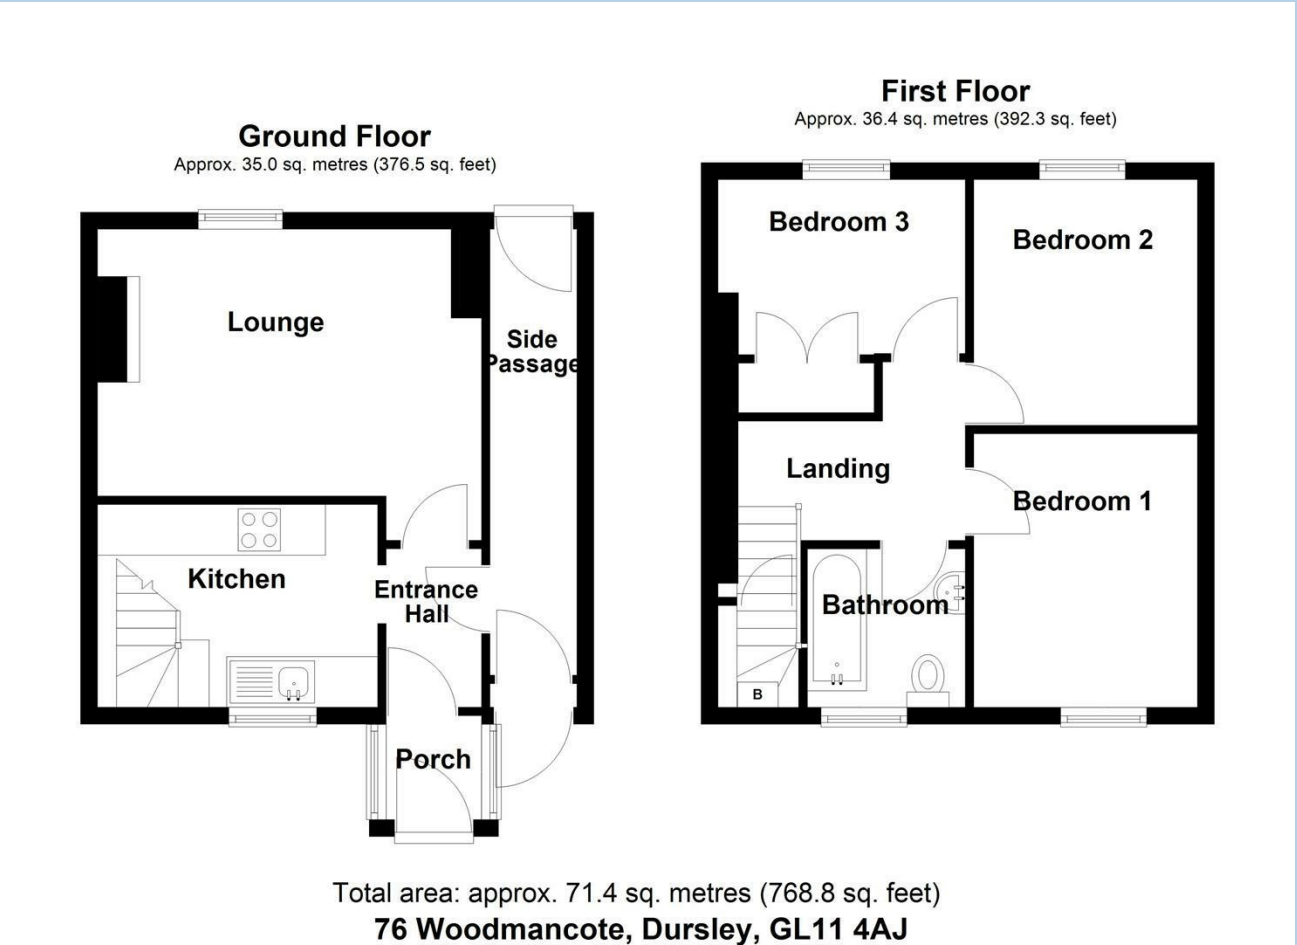 Ground Floor
Approx. 35.0 sq. metres (376.5 sq. feet)
Lounge
Side
Passage
Kitchen
Entrance
Hall
Porch
First Floor
Approx. 36.4 sq. metres (392.3 sq. feet)
Bedroom 3
Bedroom 2
Landing
Bedroom 1
Bathroom
B
Total area: approx. 71.4 sq. metres (768.8 sq. feet)
76 Woodmancote, Dursley, GL11 4AJ